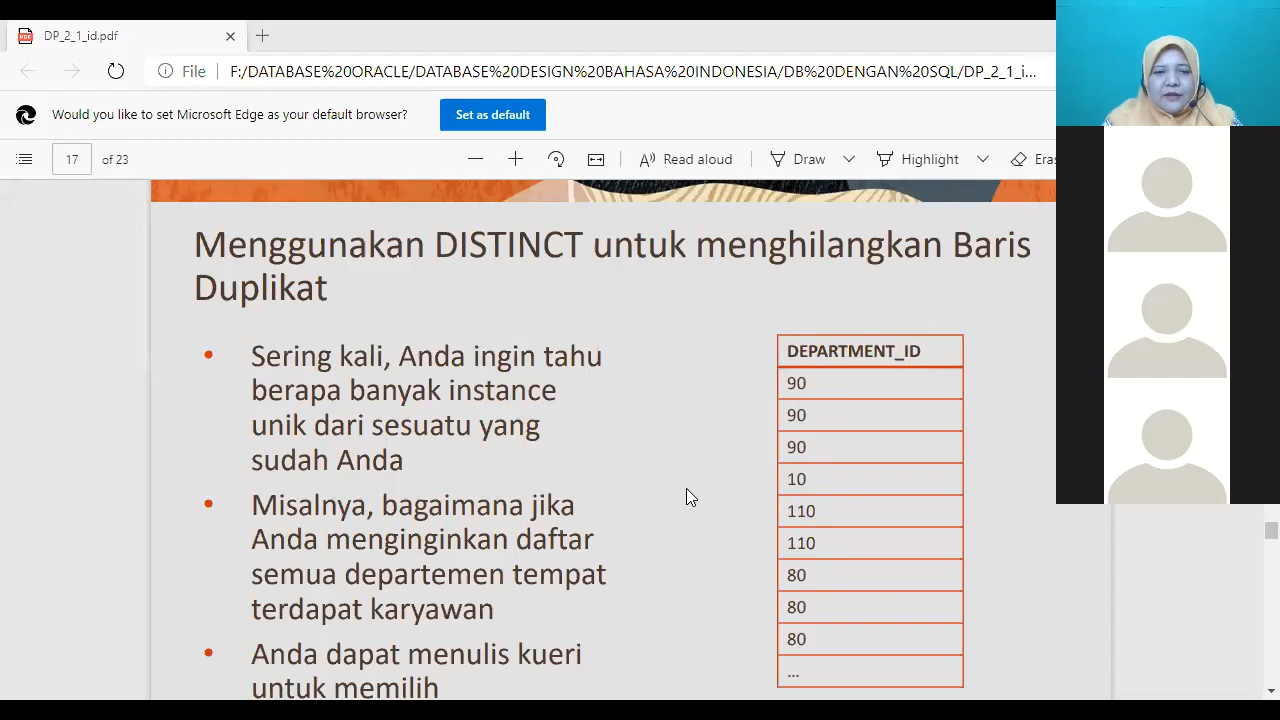 DP_2_1_id.pdf
File
F:/DATABASE%20ORACLE/DATABASE%20DESIGN%20BAHASA%20INDONESIA/DB%20DENGAN%20SQL/DP_2_1_i...
Would you like to set Microsoft Edge as your default browser?
Set as default
17 of 23
Read aloud
Draw
Highlight
Eras
Menggunakan DISTINCT untuk menghilangkan Baris
Duplikat
• Sering kali, Anda ingin tahu
berapa banyak instance
unik dari sesuatu yang
sudah Anda
• Misalnya, bagaimana jika
Anda menginginkan daftar
semua departemen tempat
terdapat karyawan
• Anda dapat menulis kueri
untuk memilih
DEPARTMENT_ID
90
90
90
10
110
110
80
80
80
...